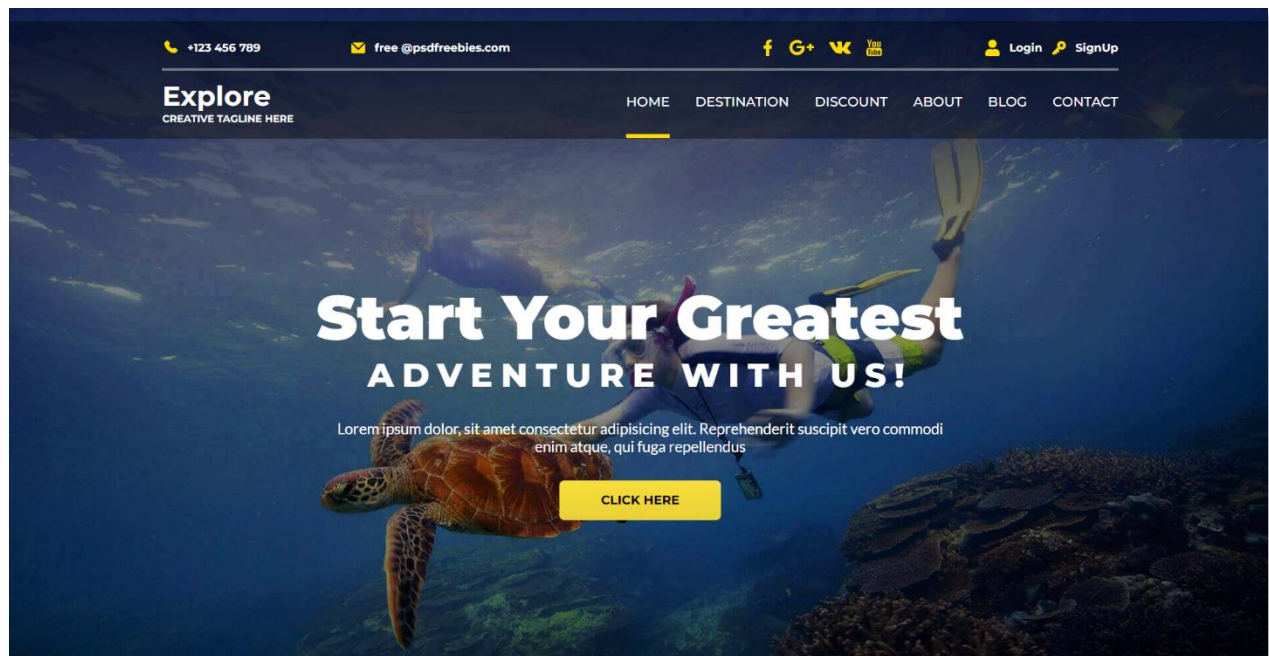 +123 456 789 free @psdfreebies.com f G+ You Tube Login SignUp
Explore
CREATIVE TAGLINE HERE
HOME DESTINATION DISCOUNT ABOUT BLOG CONTACT
Start Your Greatest
ADVENTURE WITH US!
Lorem ipsum dolor, sit amet consectetur adipisicing elit. Reprehenderit suscipit vero commodi
enim atque, qui fuga repellendus
CLICK HERE